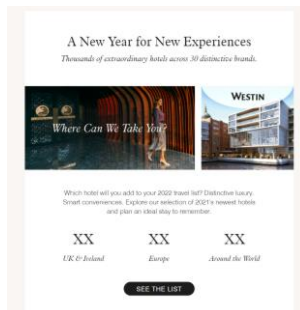 A New Year for New Experiences
Thousands of extraordinary hotels across 30 distinctive brands.
Where Can We Take You?
WESTIN
Which hotel will you add to your 2022 travel list? Distinctive luxury.
Smart conveniences. Explore our selection of 2021's newest hotels
and plan an ideal stay to remember.
XX XX XX
UK & Ireland Europe Around the World
SEE THE LIST